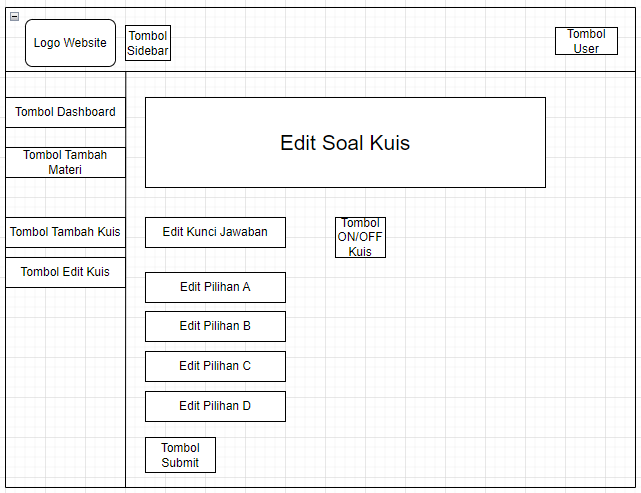 Logo Website
Tombol
Sidebar
Tombol
User
Tombol Dashboard
Tombol Tambah
Materi
Tombol Tambah Kuis
Tombol Edit Kuis
Edit Soal Kuis
Edit Kunci Jawaban
Tombol
ON/OFF
Kuis
Edit Pilihan A
Edit Pilihan B
Edit Pilihan C
Edit Pilihan D
Tombol
Submit